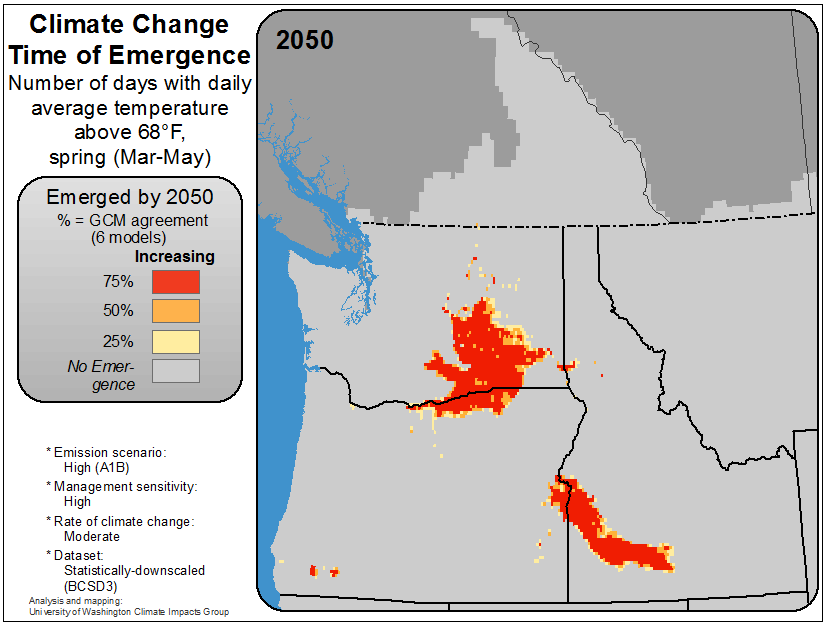 Climate Change
Time of Emergence
Number of days with daily
average temperature
above 68°F,
spring (Mar-May)
Emerged by 2050
% = GCM agreement
(6 models)
Increasing
75%
50%
25%
No Emer-
gence
* Emission scenario:
High (A1B)
* Management sensitivity:
High
* Rate of climate change:
Moderate
* Dataset:
Statistically-downscaled
(BCSD3)
Analysis and mapping:
University of Washington Climate Impacts Group
2050